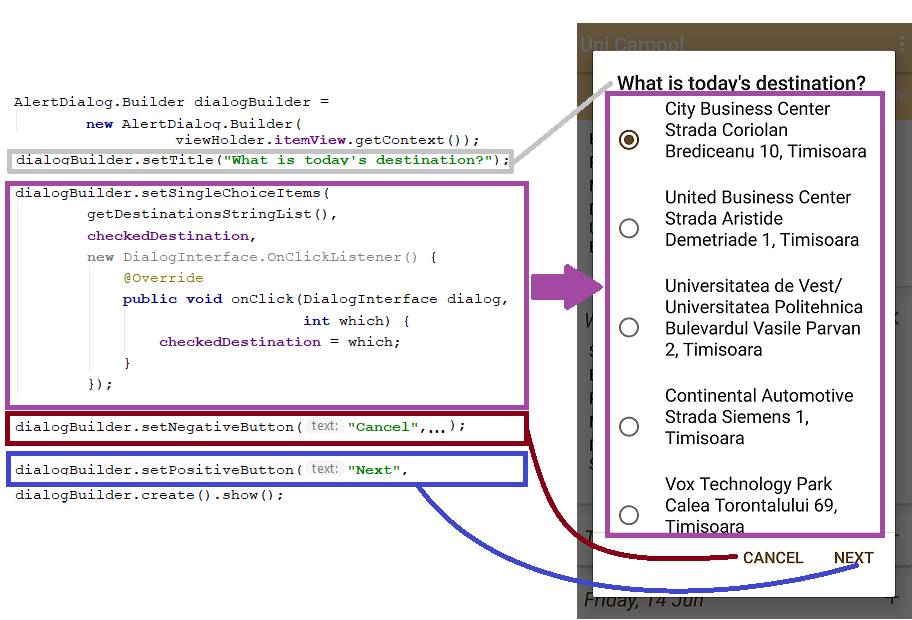 AlertDialog.Builder dialogBuilder =
new AlertDialog.Builder(
viewHolder.itemView.getContext());
dialogBuilder.setTitle("What is today's destination?");
dialogBuilder.setSingleChoiceItems(
getDestinationsStringList(),
checkedDestination,
new DialogInterface.OnClickListener() {
@Override
public void onClick(DialogInterface dialog,
int which) {
checkedDestination = which;
}
});
dialogBuilder.setNegativeButton( text: "Cancel",...);
dialogBuilder.setPositiveButton( text: "Next",
dialogBuilder.create().show();
Uni Carpool
What is today's destination?
City Business Center
Strada Coriolan
Brediceanu 10, Timisoara
United Business Center
Strada Aristide
Demetriade 1, Timisoara
Universitatea de Vest/
Universitatea Politehnica
Bulevardul Vasile Parvan
2, Timisoara
Continental Automotive
Strada Siemens 1,
Timisoara
Vox Technology Park
Calea Torontalului 69,
Timisoara
CANCEL NEXT
Friday, 14 Jun